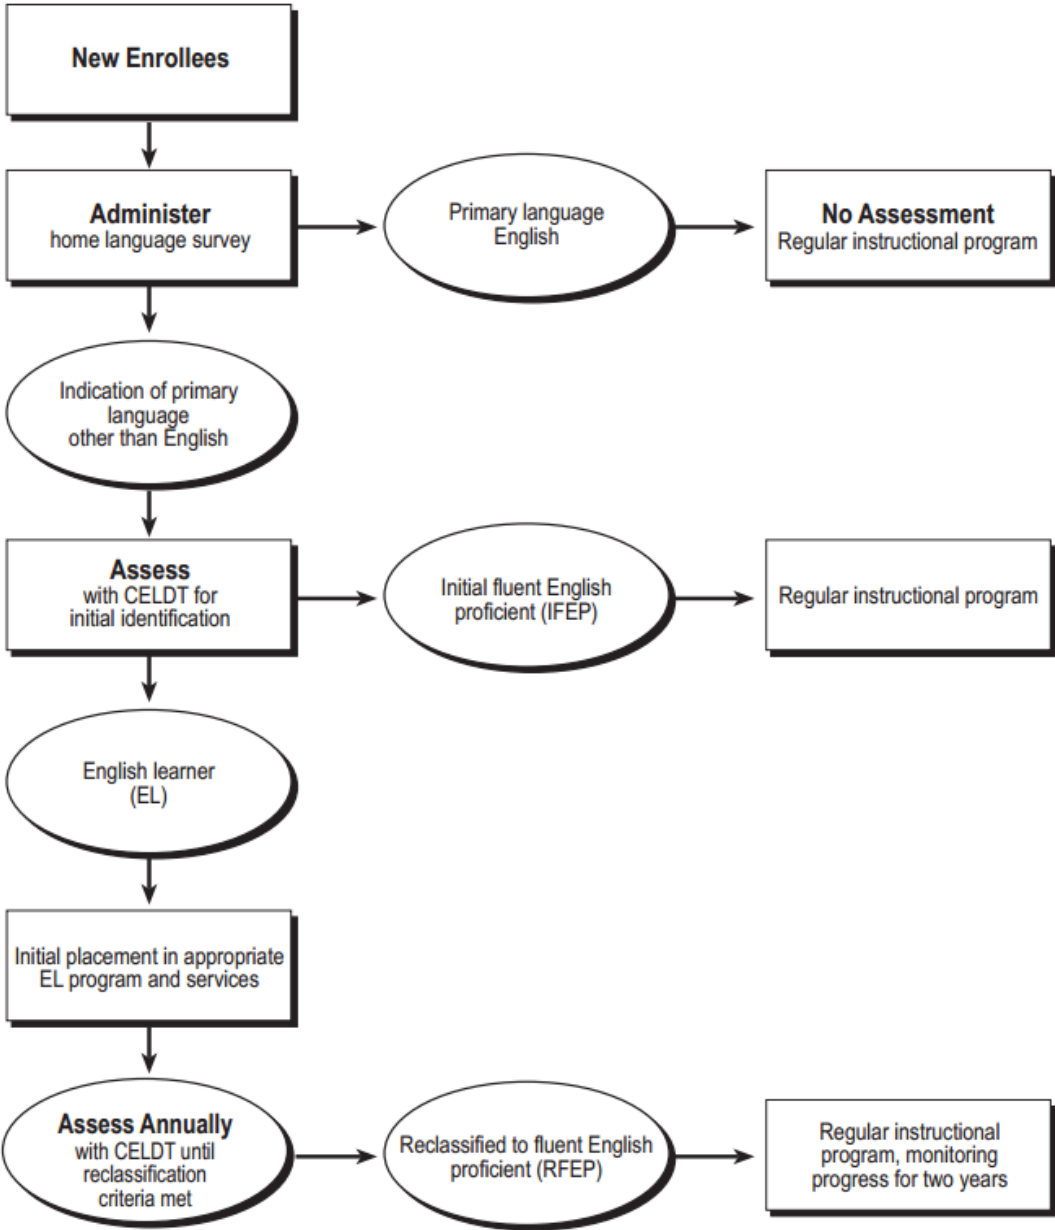 New Enrollees
Administer
home language survey
Primary language
English
No Assessment
Regular instructional program
Indication of primary
language
other than English
Assess
with CELDT for
initial identification
Initial fluent English
proficient (IFEP)
Regular instructional program
English learner
(EL)
Initial placement in appropriate
EL program and services
Assess Annually
with CELDT until
reclassification
criteria met
Reclassified to fluent English
proficient (RFEP)
Regular instructional
program, monitoring
progress for two years